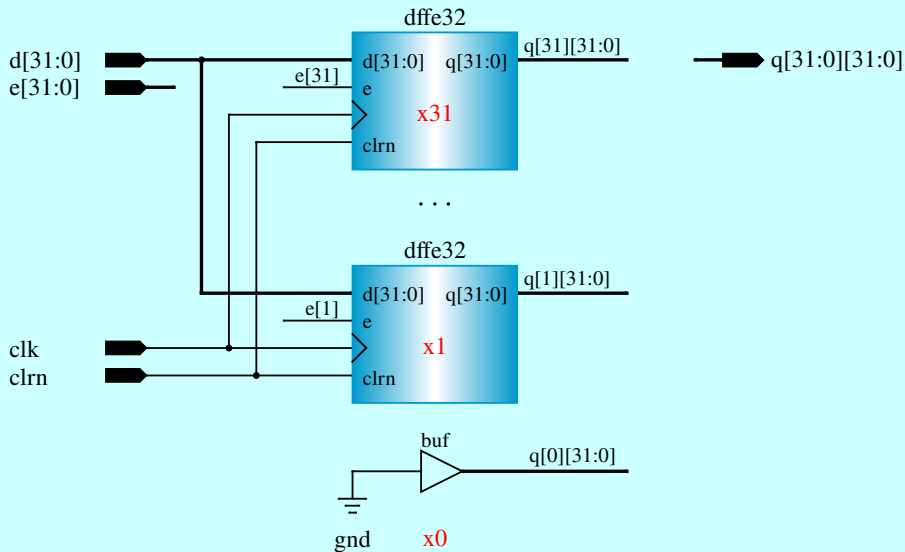 dffe32
d[31:0]
e[31:0]
e[31]
d[31:0] q[31:0]
e
x31
clrn
q[31][31:0]
q[31:0][31:0]
...
dffe32
d[31:0] q[31:0]
e[1]
e
x1
clrn
q[1][31:0]
clk
clrn
buf
q[0][31:0]
gnd
x0